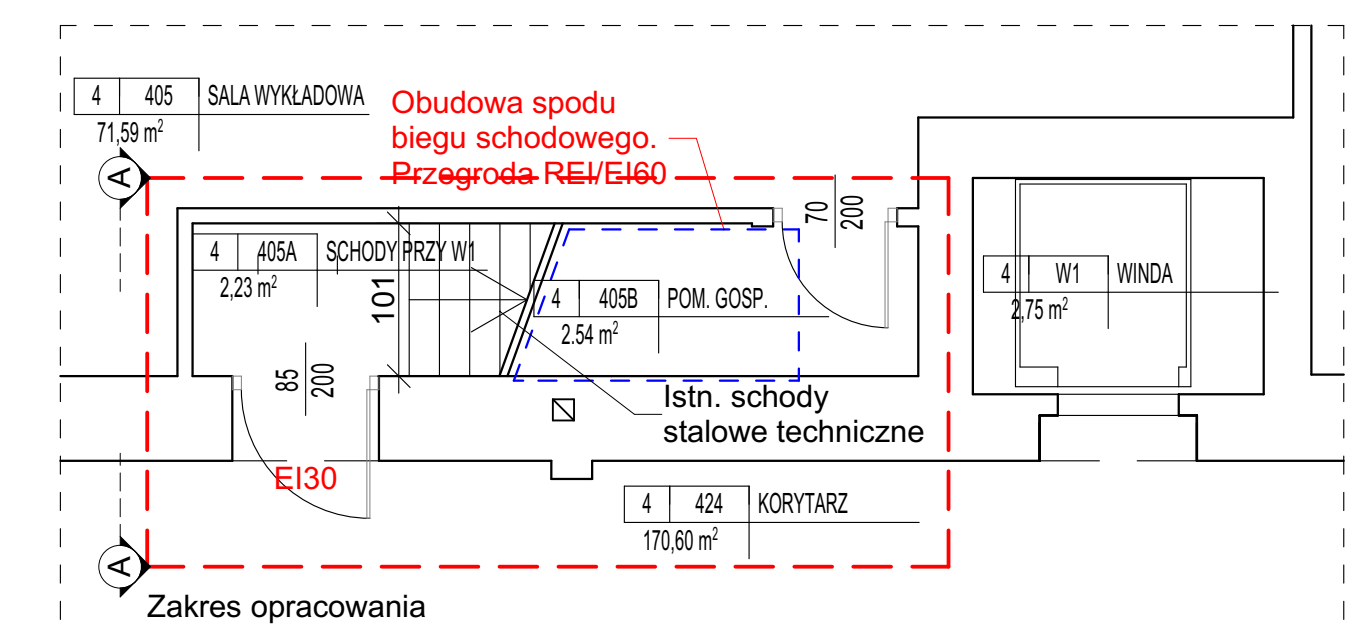 4 405 SALA WYKŁADOWA
71,59 m²
Obudowa spodu
biegu schodowego.
Przegroda REI/EI60
A
70
200
4 405A SCHODY PRZY W1
2,23 m²
101
4 405B POM. GOSP.
2.54 m²
4 W1 WINDA
2,75 m²
85
200
Istn. schody
stalowe techniczne
EI30
4 424 KORYTARZ
170,60 m²
A
Zakres opracowania